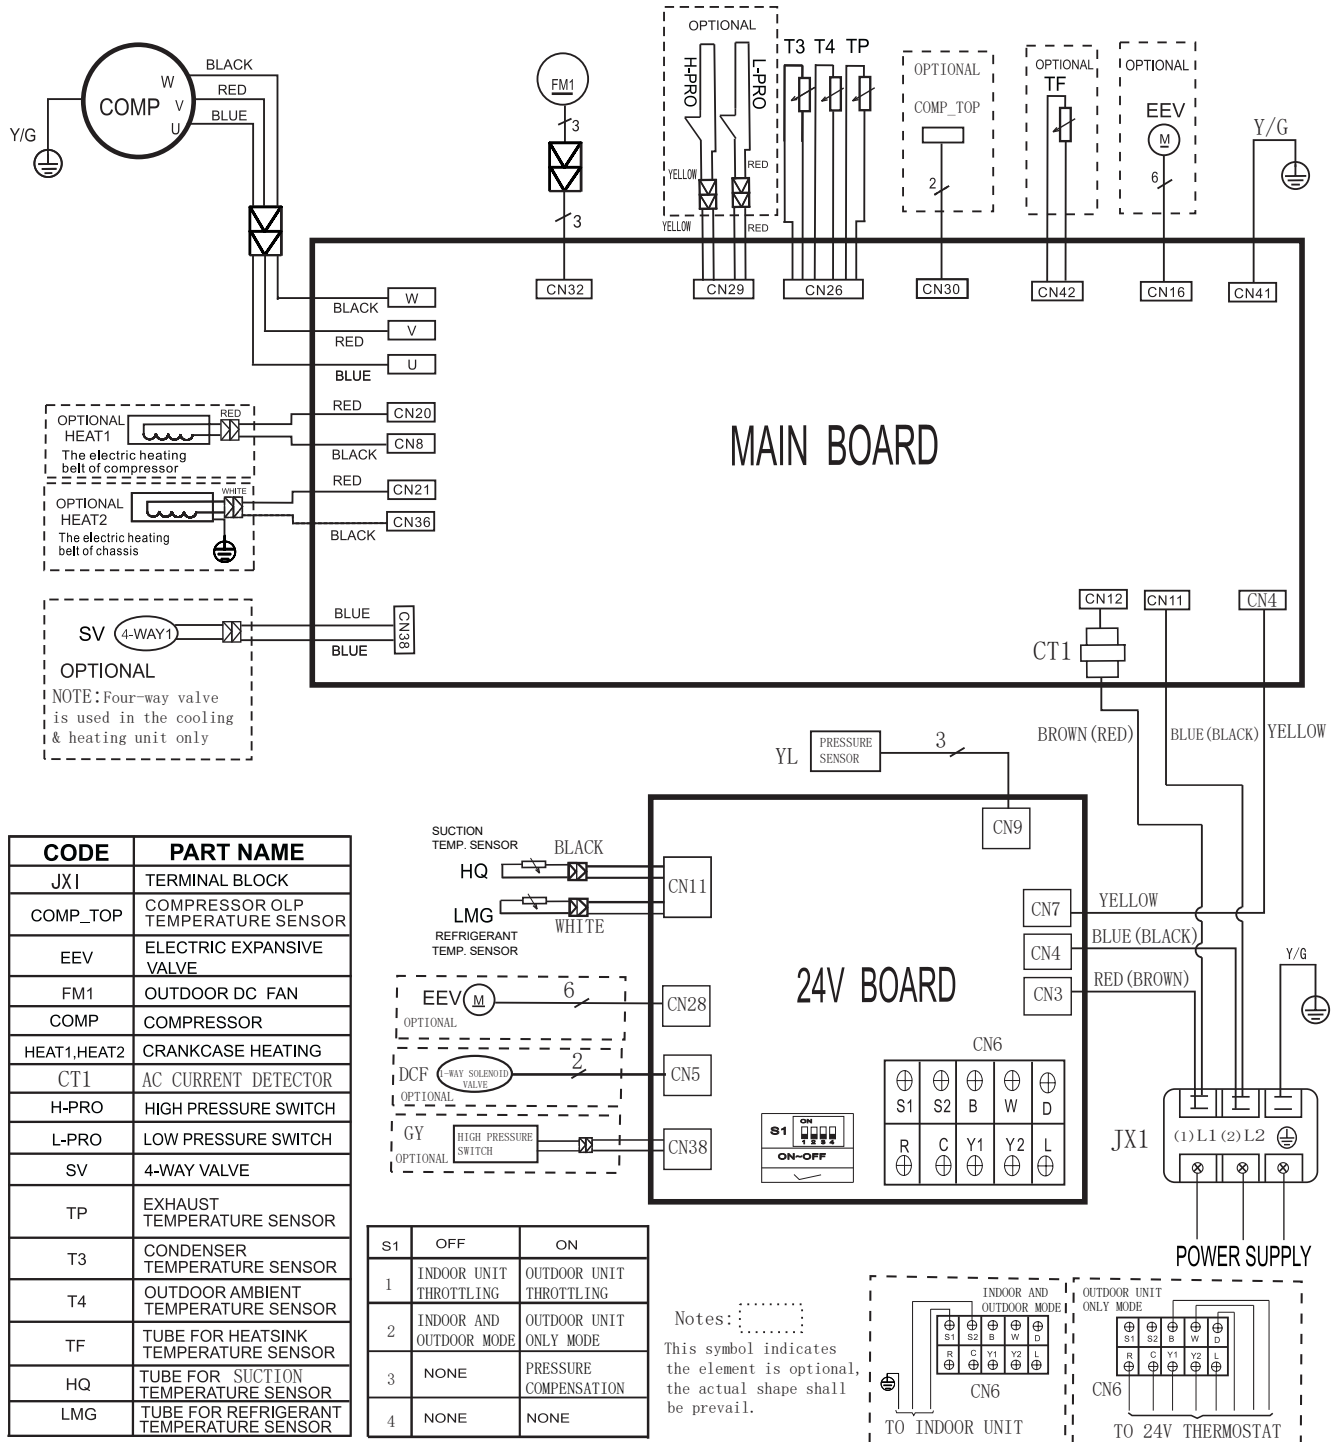 OPTIONAL
H-PRO
L-PRO
YELLOW
RED
YELLOW
RED
T3 T4 TP
OPTIONAL
COMP_TOP
2
OPTIONAL
TF
OPTIONAL
EEV
M
6
Y/G
FM1
3
3
COMP
W
V
U
BLACK
RED
BLUE
Y/G
CN32
CN29
CN26
CN30
CN42
CN16
CN41
BLACK
W
RED
V
BLUE
U
RED
CN20
BLACK
CN8
RED
CN21
BLACK
CN36
OPTIONAL
HEAT1
RED
The electric heating
belt of compressor
OPTIONAL
HEAT2
WHITE
The electric heating
belt of chassis
MAIN BOARD
SV
4-WAY1
OPTIONAL
NOTE:Four-way valve
is used in the cooling
& heating unit only
BLUE
BLUE
CN38
CN12
CN11
CN4
CT1
BROWN(RED)
BLUE(BLACK)
YELLOW
YL
PRESSURE
SENSOR
3
CN9
SUCTION
TEMP. SENSOR
HQ
BLACK
LMG
WHITE
REFRIGERANT
TEMP. SENSOR
CN11
EEV
M
6
OPTIONAL
CN28
DCF
1-WAY SOLENOID
VALVE
2
OPTIONAL
CN5
GY
OPTIONAL
HIGH PRESSURE
SWITCH
CN38
24V BOARD
CN7
YELLOW
CN4
BLUE(BLACK)
CN3
RED(BROWN)
Y/G
CN6
S1 S2 B W D
R C Y1 Y2 L
S1
ON
1 2 3 4
ON~OFF
JX1
(1)L1(2)L2
POWER SUPPLY
CODE PART NAME
JX1 TERMINAL BLOCK
COMP_TOP COMPRESSOR OLP
TEMPERATURE SENSOR
EEV ELECTRIC EXPANSIVE
VALVE
FM1 OUTDOOR DC FAN
COMP COMPRESSOR
HEAT1,HEAT2 CRANKCASE HEATING
CT1 AC CURRENT DETECTOR
H-PRO HIGH PRESSURE SWITCH
L-PRO LOW PRESSURE SWITCH
SV 4-WAY VALVE
TP EXHAUST
TEMPERATURE SENSOR
T3 CONDENSER
TEMPERATURE SENSOR
T4 OUTDOOR AMBIENT
TEMPERATURE SENSOR
TF TUBE FOR HEATSINK
TEMPERATURE SENSOR
HQ TUBE FOR SUCTION
TEMPERATURE SENSOR
LMG TUBE FOR REFRIGERANT
TEMPERATURE SENSOR
S1 OFF ON
1 INDOOR UNIT THROTTLING OUTDOOR UNIT THROTTLING
2 INDOOR AND OUTDOOR MODE OUTDOOR UNIT ONLY MODE
3 NONE PRESSURE COMPENSATION
4 NONE NONE
Notes:
This symbol indicates
the element is optional,
the actual shape shall
be prevail.
INDOOR AND
OUTDOOR MODE
S1 S2 B W D
R C Y1 Y2 L
CN6
TO INDOOR UNIT
OUTDOOR UNIT
ONLY MODE
S1 S2 B W D
R C Y1 Y2 L
CN6
TO 24V THERMOSTAT